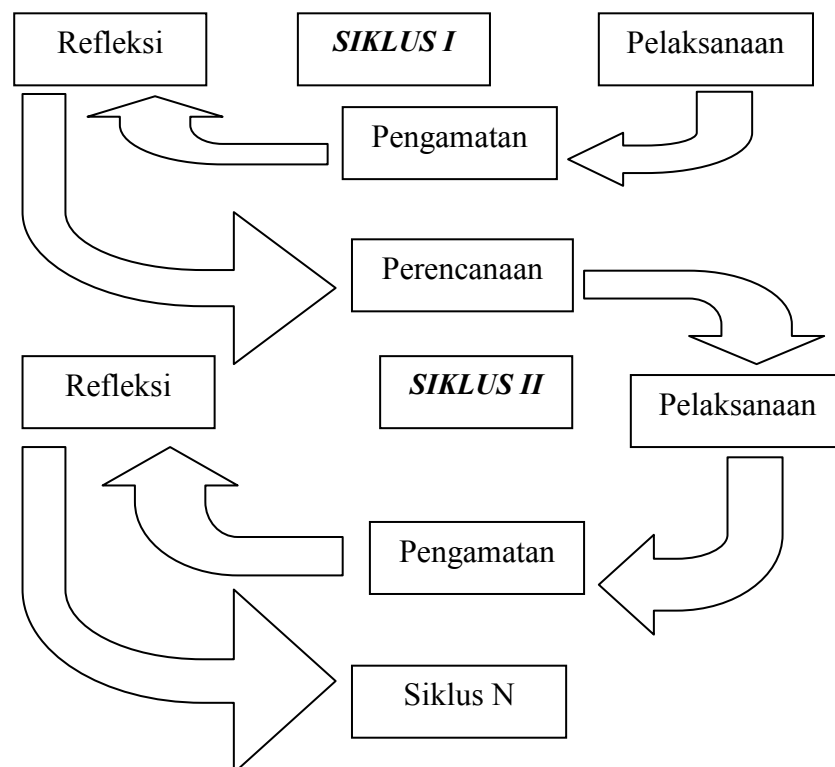 Refleksi
SIKLUS I
Pelaksanaan
Pengamatan
Perencanaan
Refleksi
SIKLUS II
Pelaksanaan
Pengamatan
Siklus N